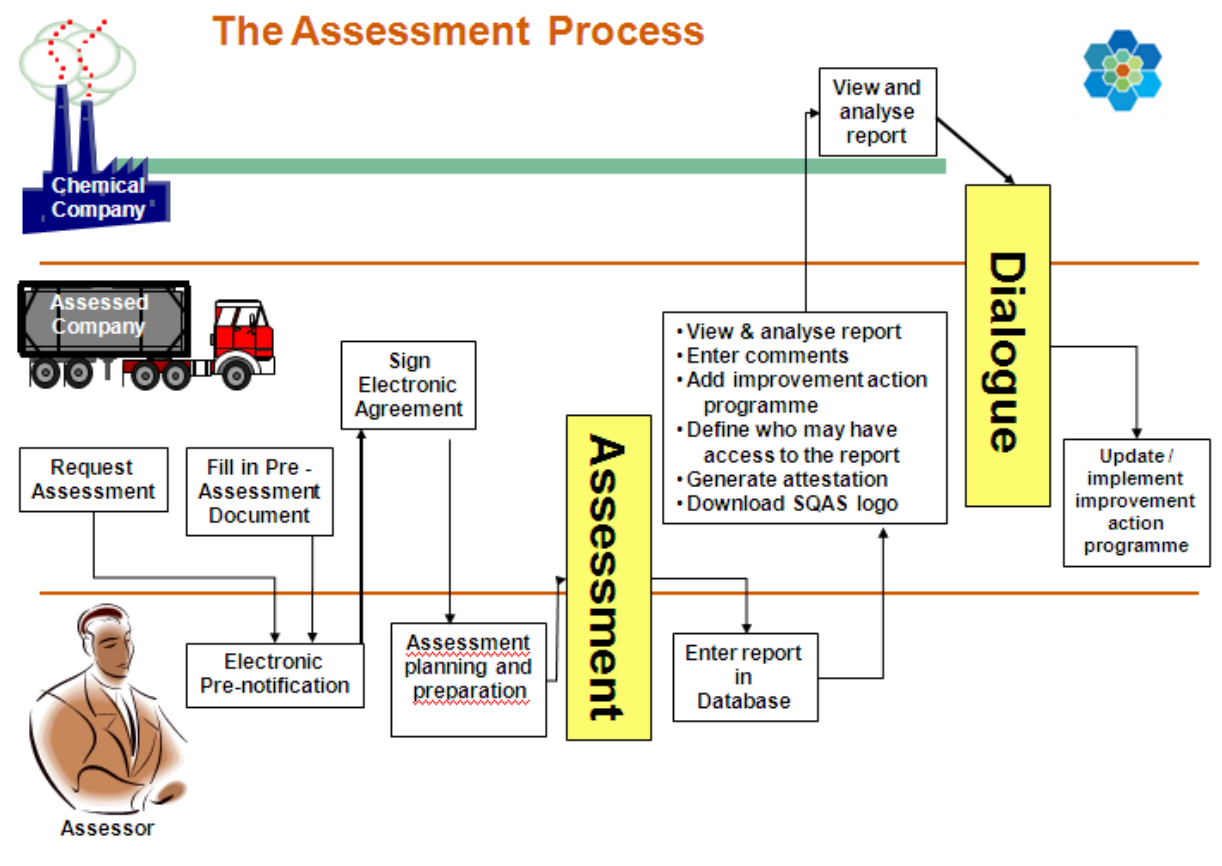 The Assessment Process
View and
analyse
report
Chemical
Company
Dialogue
Assessed
Company
• View & analyse report
• Enter comments
• Add improvement action
programme
• Define who may have
access to the report
• Generate attestation
• Download SQAS logo
Sign
Electronic
Agreement
Assessment
Request
Assessment
Fill in Pre -
Assessment
Document
Update /
implement
improvement
action
programme
Electronic
Pre-notification
Assessment
planning and
preparation
Enter report
in
Database
Assessor